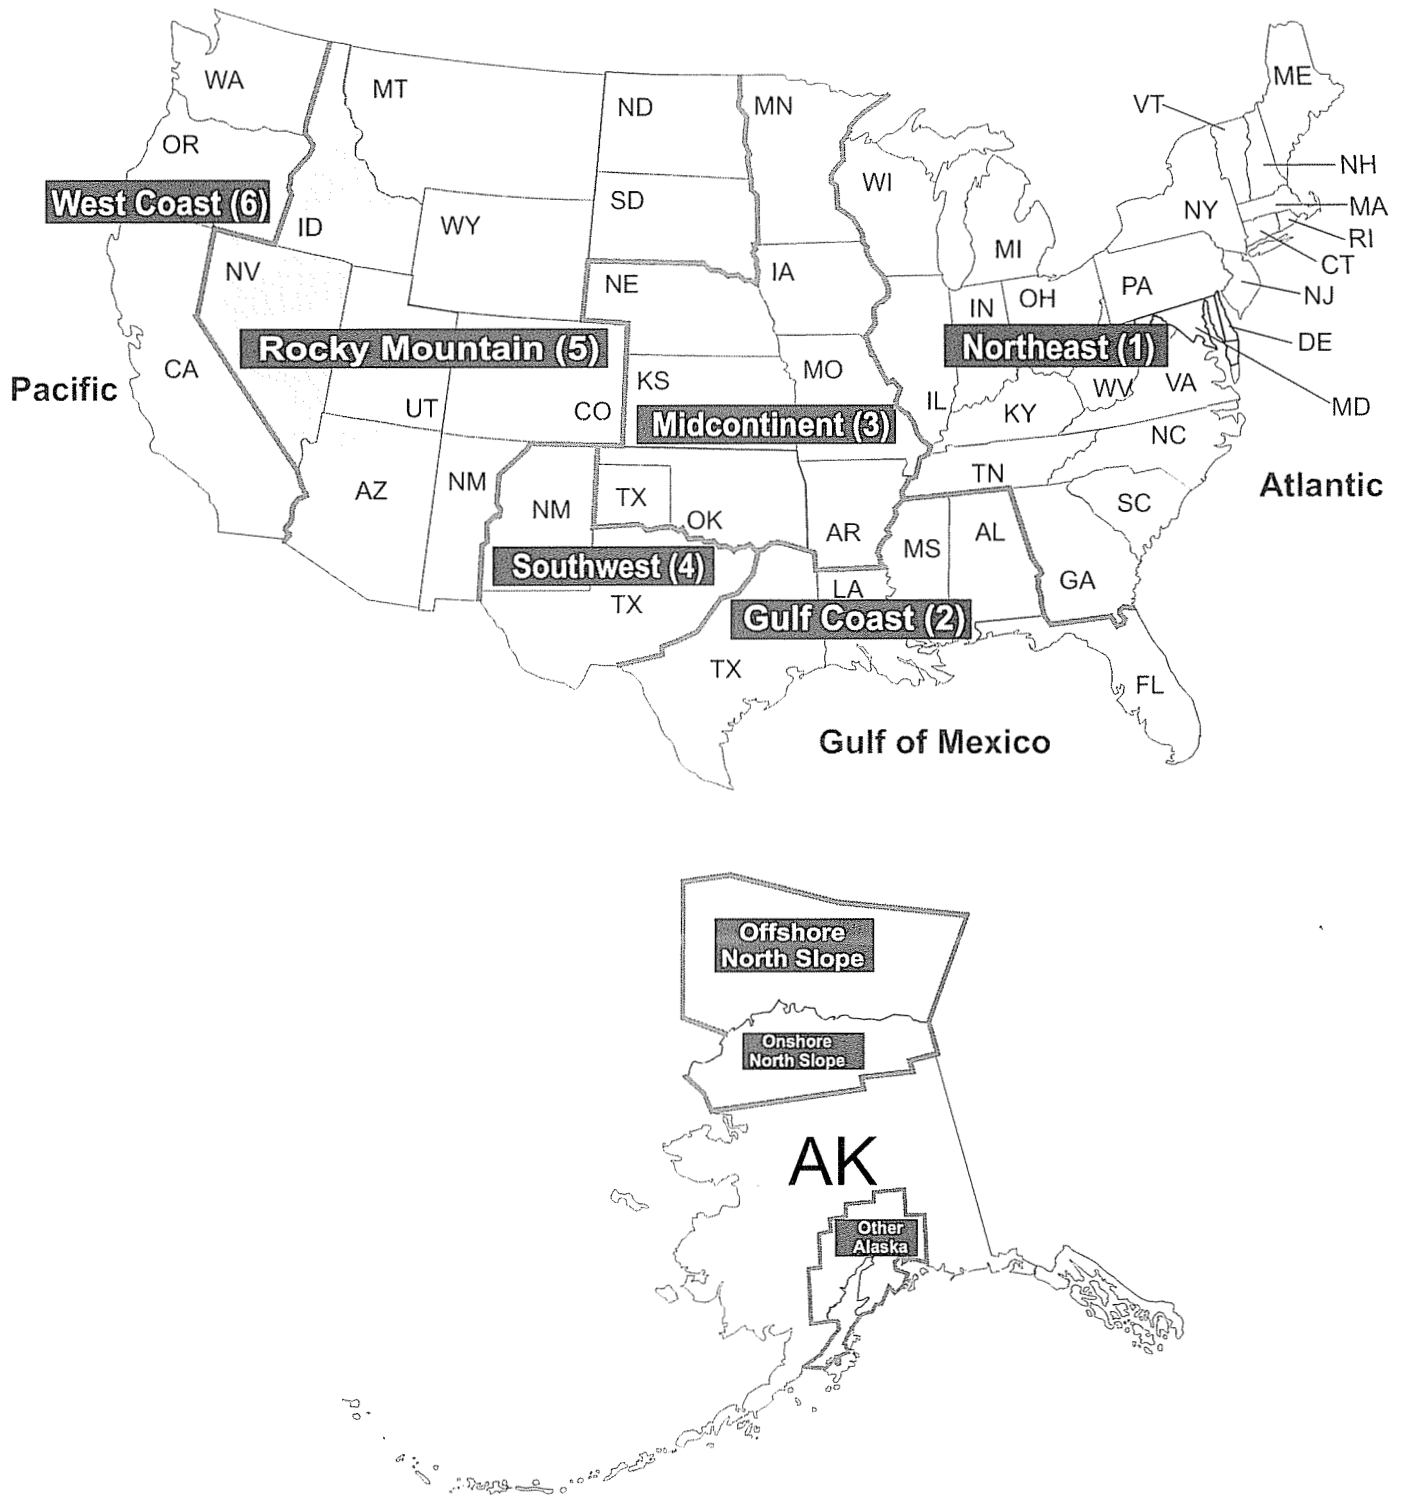 WA
MT
ND
MN
ME
VT
OR
NH
WI
West Coast (6)
SD
NY
MA
ID
WY
RI
MI
CT
NV
IA
NE
PA
NJ
IN
OH
Rocky Mountain (5)
Northeast (1)
DE
CA
MO
Pacific
KS
WV
VA
UT
CO
IL
KY
MD
Midcontinent (3)
NC
NM
TN
Atlantic
AZ
TX
SC
NM
OK
AR
AL
MS
Southwest (4)
GA
LA
TX
Gulf Coast (2)
TX
FL
Gulf of Mexico
Offshore
North Slope
Onshore
North Slope
AK
Other
Alaska